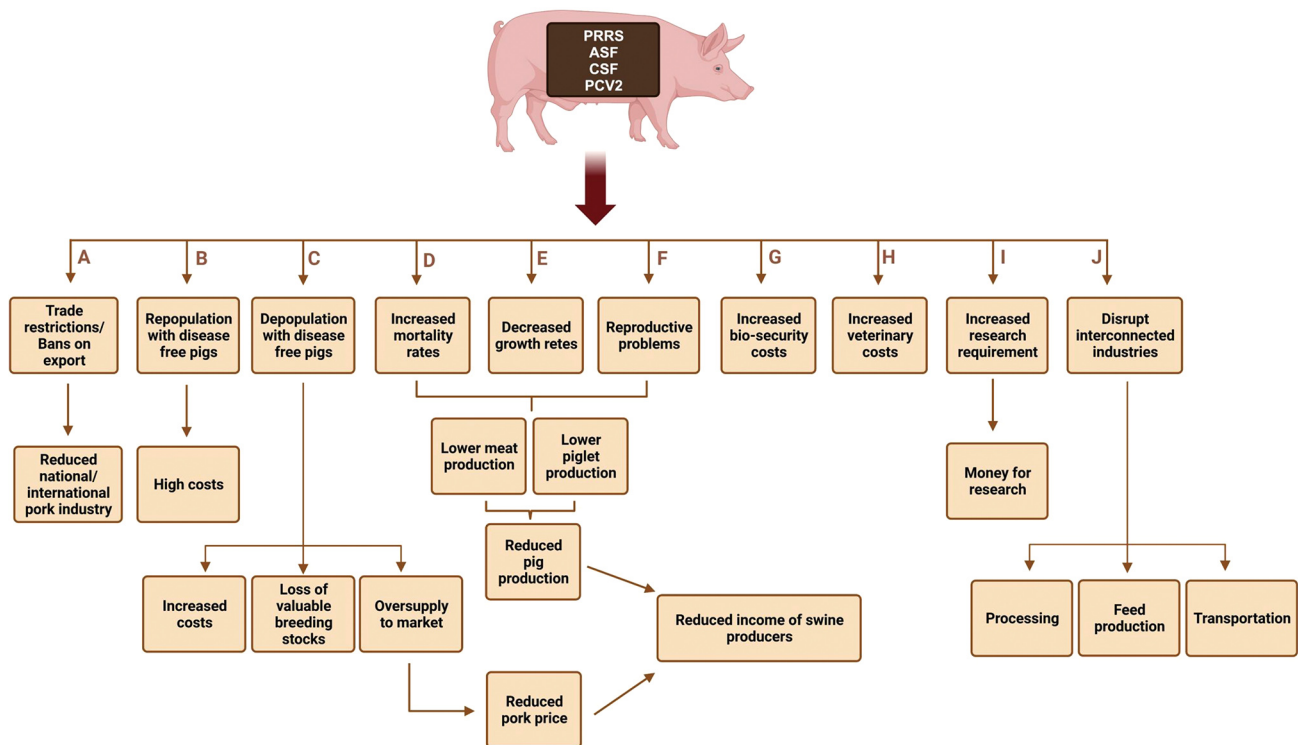 PRRS
ASF
CSF
PCV2
A
B
C
D
E
F
G
H
I
J
Trade
restrictions/
Bans on
export
Repopulation
with disease
free pigs
Depopulation
with disease
free pigs
Increased
mortality
rates
Decreased
growth retes
Reproductive
problems
Increased
bio-security
costs
Increased
veterinary
costs
Increased
research
requirement
Disrupt
interconnected
industries
Reduced
national/
international
pork industry
High costs
Lower meat
production
Lower
piglet
production
Money for
research
Reduced
pig
production
Increased
costs
Loss of
valuable
breeding
stocks
Oversupply
to market
Reduced income of swine
producers
Processing
Feed
production
Transportation
Reduced
pork price